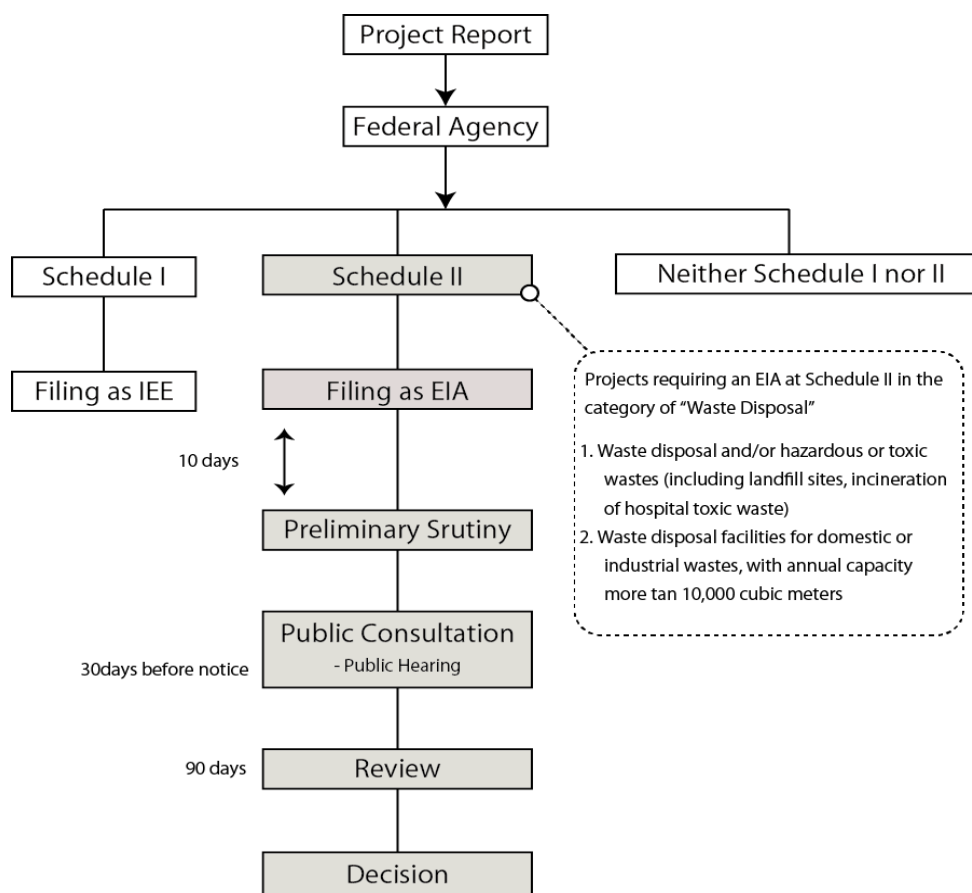 Project Report
Federal Agency
Schedule I
Schedule II
Neither Schedule I nor II
Filing as IEE
Filing as EIA
Projects requiring an EIA at Schedule II in the
category of “Waste Disposal”
1. Waste disposal and/or hazardous or toxic
wastes (including landfill sites, incineration
of hospital toxic waste)
2. Waste disposal facilities for domestic or
industrial wastes, with annual capacity
more tan 10,000 cubic meters
10 days
Preliminary Srutiny
Public Consultation
- Public Hearing
30days before notice
90 days
Review
Decision